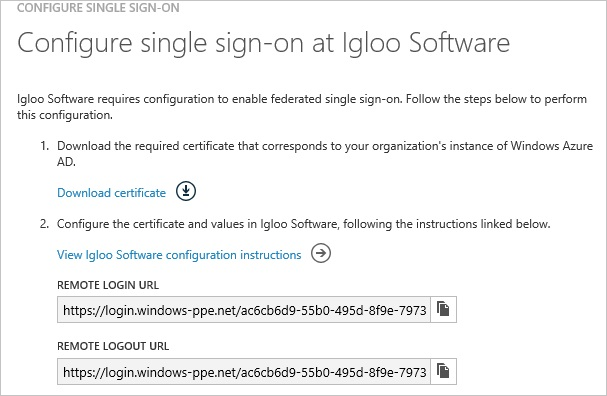 CONFIGURE SINGLE SIGN-ON
Configure single sign-on at Igloo Software
Igloo Software requires configuration to enable federated single sign-on. Follow the steps below to perform
this configuration.
1. Download the required certificate that corresponds to your organization's instance of Windows Azure
AD.
Download certificate
2. Configure the certificate and values in Igloo Software, following the instructions linked below.
View Igloo Software configuration instructions
REMOTE LOGIN URL
https://login.windows-ppe.net/ac6cb6d9-55b0-495d-8f9e-7973
REMOTE LOGOUT URL
https://login.windows-ppe.net/ac6cb6d9-55b0-495d-8f9e-7973